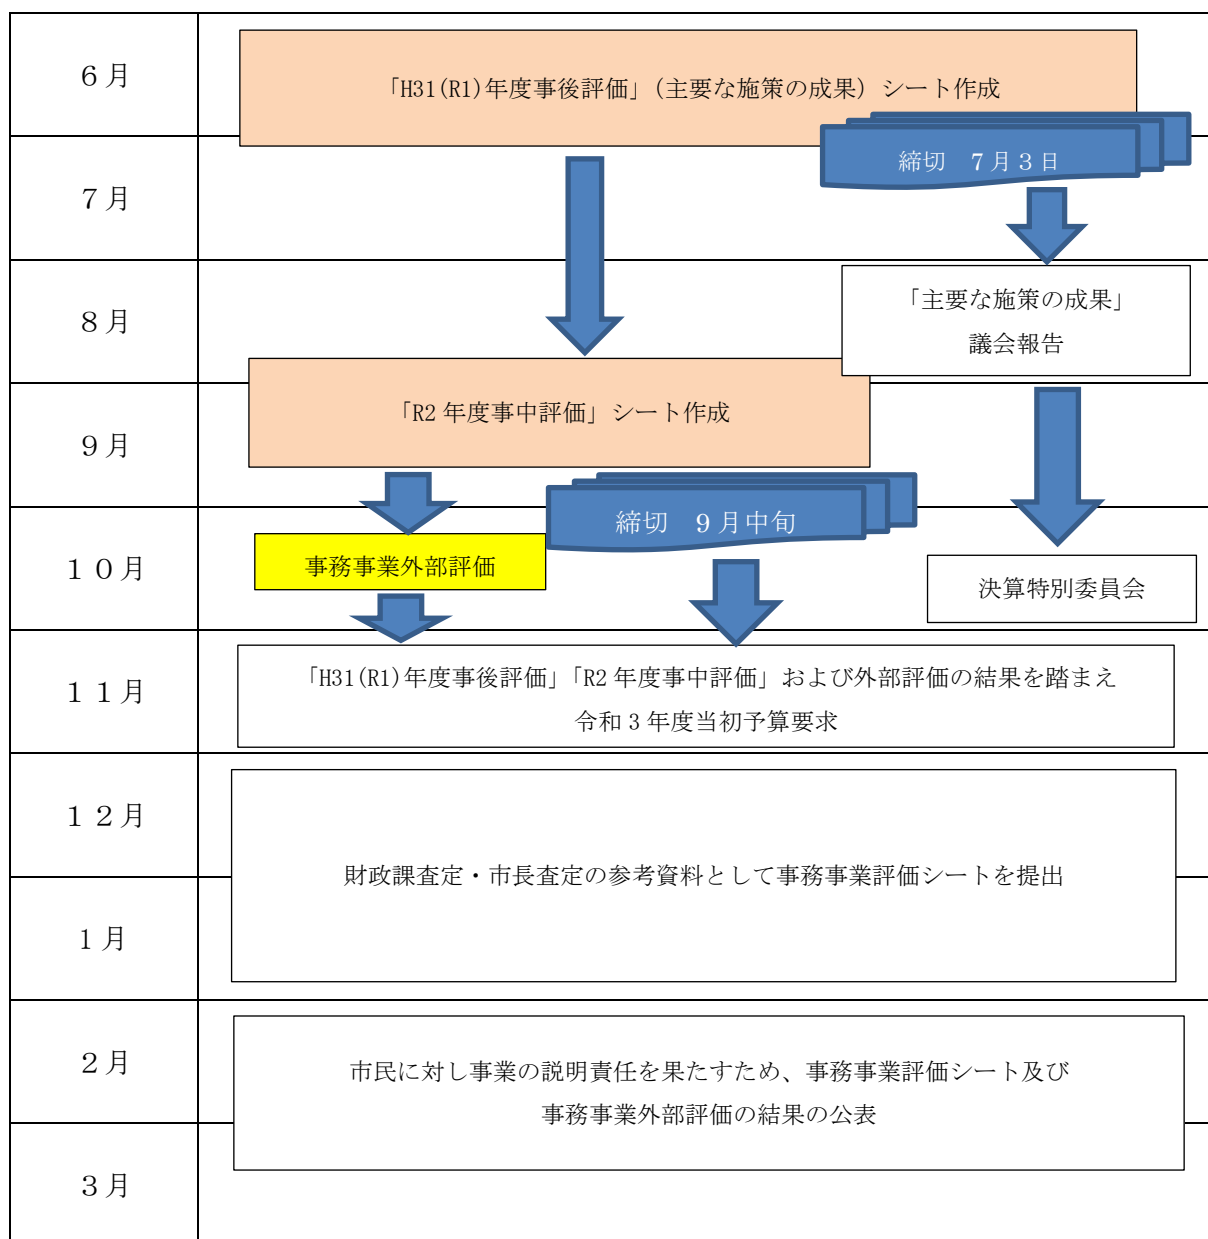 ６月
「H31(R1)年度事後評価」（主要な施策の成果）シート作成
締切　７月３日
７月
８月
「主要な施策の成果」
議会報告
「R2 年度事中評価」シート作成
９月
締切　９月中旬
１０月
事務事業外部評価
決算特別委員会
１１月
「H31(R1)年度事後評価」「R2 年度事中評価」および外部評価の結果を踏まえ
令和 3 年度当初予算要求
１２月
財政課査定・市長査定の参考資料として事務事業評価シートを提出
１月
２月
市民に対し事業の説明責任を果たすため、事務事業評価シート及び
事務事業外部評価の結果の公表
３月